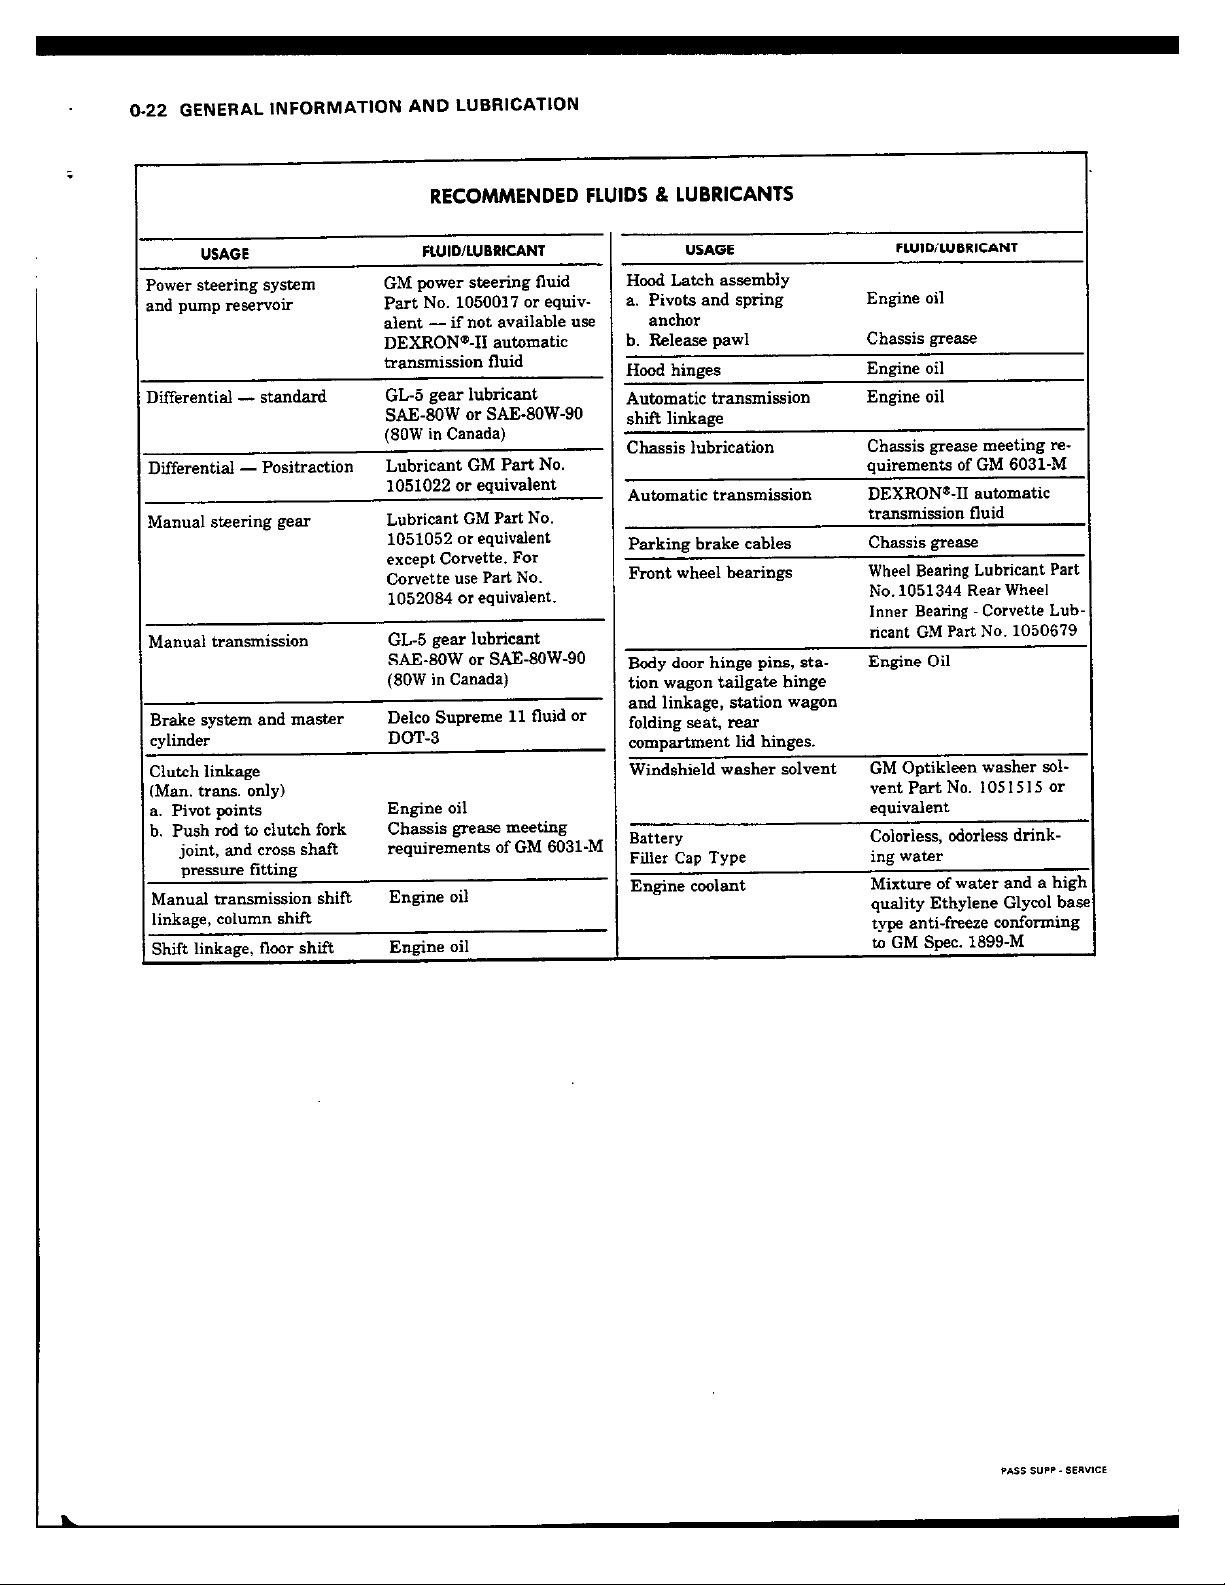 0-22 GENERAL INFORMATION AND LUBRICATION
RECOMMENDED FLUIDS & LUBRICANTS
USAGE FLUID/LUBRICANT
Power steering system GM power steering fluid
and pump reservoir Part No. 1050017 or equiv-
alent — if not available use
DEXRON®-II automatic
transmission fluid
Differential — standard GL-5 gear lubricant
SAE-80W or SAE-80W-90
(80W in Canada)
Differential — Positraction Lubricant GM Part No.
1051022 or equivalent
Manual steering gear Lubricant GM Part No.
1051052 or equivalent
except Corvette. For
Corvette use Part No.
1052084 or equivalent.
Manual transmission GL-5 gear lubricant
SAE-80W or SAE-80W-90
(80W in Canada)
Brake system and master Delco Supreme 11 fluid or
cylinder DOT-3
Clutch linkage
(Man. trans. only)
a. Pivot points Engine oil
b. Push rod to clutch fork Chassis grease meeting
joint, and cross shaft requirements of GM 6031-M
pressure fitting
Manual transmission shift Engine oil
linkage, column shift
Shift linkage, floor shift Engine oil
USAGE FLUID/LUBRICANT
Hood Latch assembly
a. Pivots and spring Engine oil
anchor
b. Release pawl Chassis grease
Hood hinges Engine oil
Automatic transmission Engine oil
shift linkage
Chassis lubrication Chassis grease meeting re-
quirements of GM 6031-M
Automatic transmission DEXRON®-II automatic
transmission fluid
Parking brake cables Chassis grease
Front wheel bearings Wheel Bearing Lubricant Part
No. 1051344 Rear Wheel
Inner Bearing - Corvette Lub-
ricant GM Part No. 1050679
Body door hinge pins, sta- Engine Oil
tion wagon tailgate hinge
and linkage, station wagon
folding seat, rear
compartment lid hinges.
Windshield washer solvent GM Optikleen washer sol-
vent Part No. 1051515 or
equivalent
Battery Colorless, odorless drink-
Filler Cap Type ing water
Engine coolant Mixture of water and a high
quality Ethylene Glycol base
type anti-freeze conforming
to GM Spec. 1899-M
PASS SUPP - SERVICE